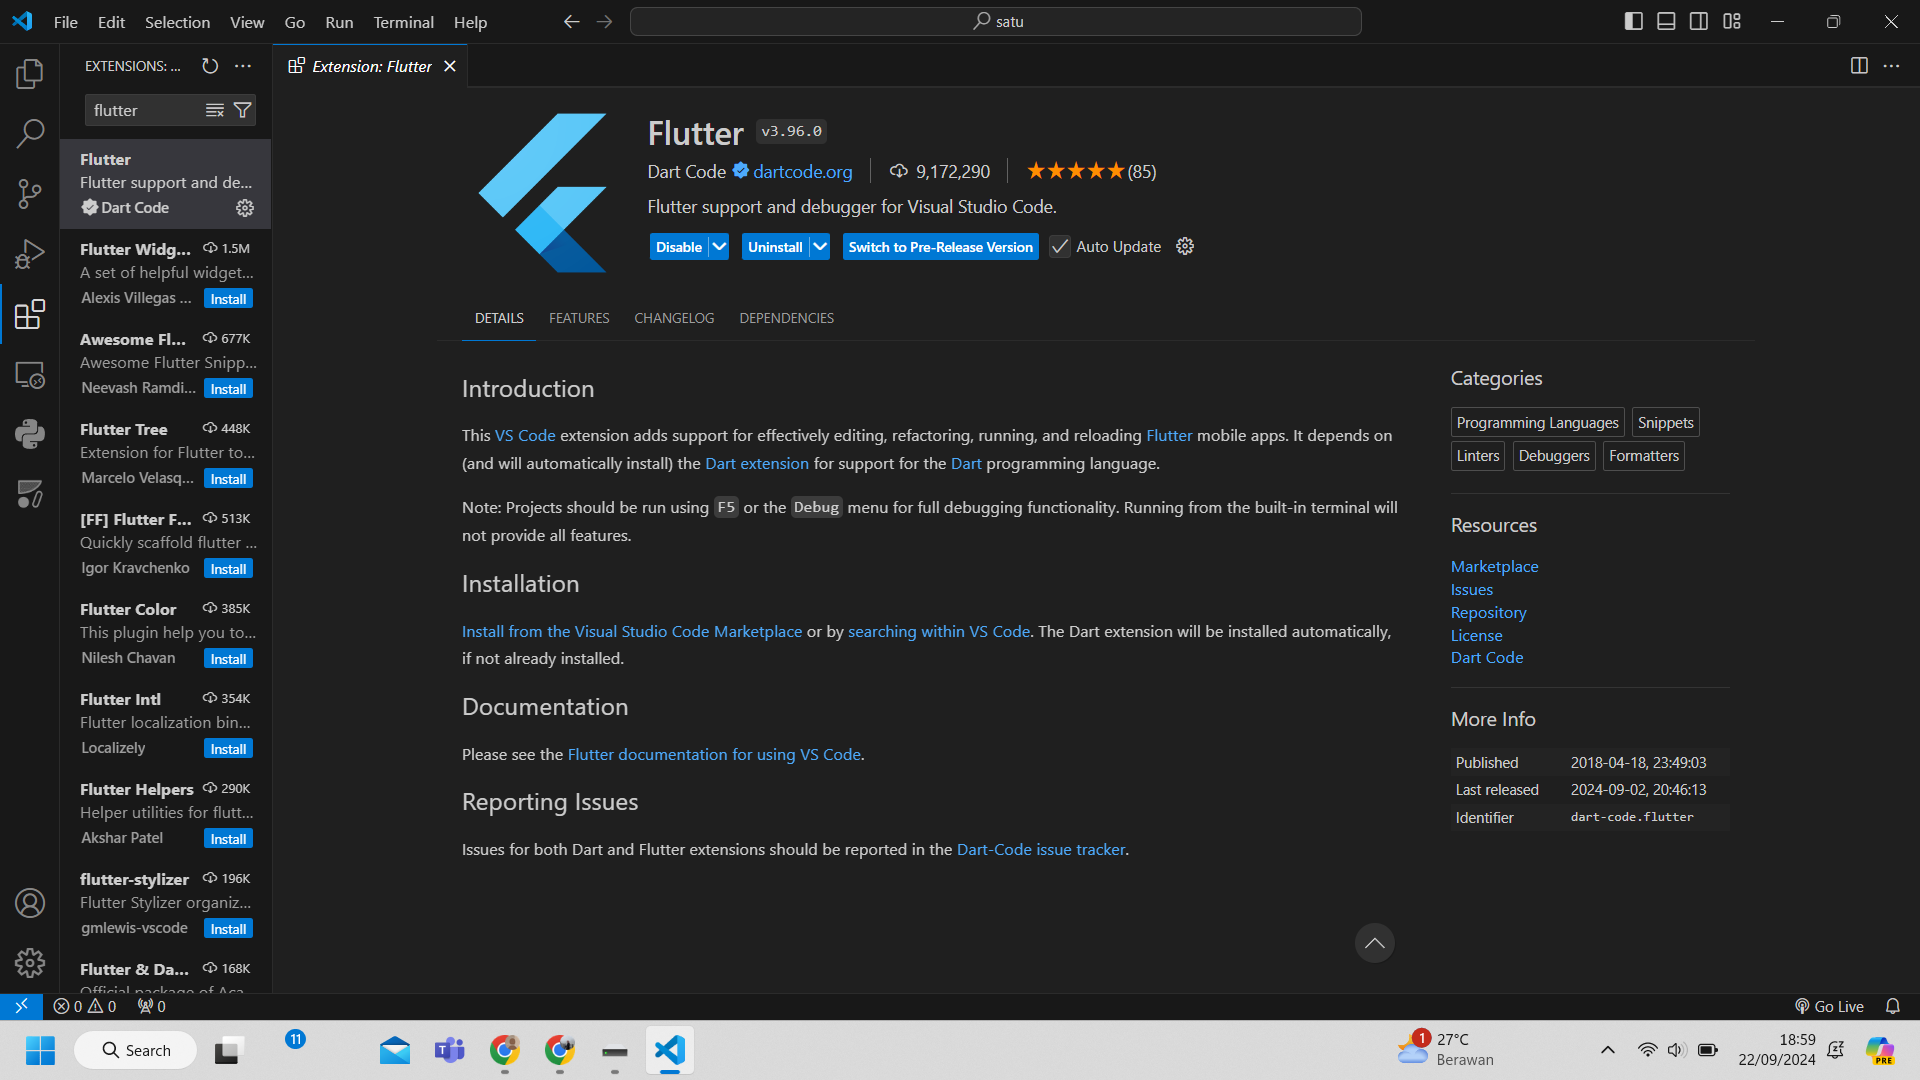 File Edit Selection View Go Run Terminal Help
satu
EXTENSIONS: ...
Extension: Flutter
flutter
Flutter
Flutter support and de...
Dart Code
Flutter Widg... 1.5M
A set of helpful widget...
Alexis Villegas ... Install
Awesome Fl... 677K
Awesome Flutter Snipp...
Neevash Ramdi... Install
Flutter Tree 448K
Extension for Flutter to...
Marcelo Velasq... Install
[FF] Flutter F... 513K
Quickly scaffold flutter ...
Igor Kravchenko Install
Flutter Color 385K
This plugin help you to...
Nilesh Chavan Install
Flutter Intl 354K
Flutter localization bin...
Localizely Install
Flutter Helpers 290K
Helper utilities for flutt...
Akshar Patel Install
flutter-stylizer 196K
Flutter Stylizer organiz...
gmlewis-vscode Install
Flutter & Da... 168K
Official package of Aca...
Flutter v3.96.0
Dart Code dartcode.org 9,172,290 (85)
Flutter support and debugger for Visual Studio Code.
Disable Uninstall Switch to Pre-Release Version Auto Update
DETAILS FEATURES CHANGELOG DEPENDENCIES
Introduction
This VS Code extension adds support for effectively editing, refactoring, running, and reloading Flutter mobile apps. It depends on
(and will automatically install) the Dart extension for support for the Dart programming language.
Note: Projects should be run using F5 or the Debug menu for full debugging functionality. Running from the built-in terminal will
not provide all features.
Installation
Install from the Visual Studio Code Marketplace or by searching within VS Code. The Dart extension will be installed automatically,
if not already installed.
Documentation
Please see the Flutter documentation for using VS Code.
Reporting Issues
Issues for both Dart and Flutter extensions should be reported in the Dart-Code issue tracker.
Categories
Programming Languages Snippets
Linters Debuggers Formatters
Resources
Marketplace
Issues
Repository
License
Dart Code
More Info
Published 2018-04-18, 23:49:03
Last released 2024-09-02, 20:46:13
Identifier dart-code.flutter
0 0 0
Go Live
Search
11
1
27°C
Berawan
18:59
22/09/2024
PRE